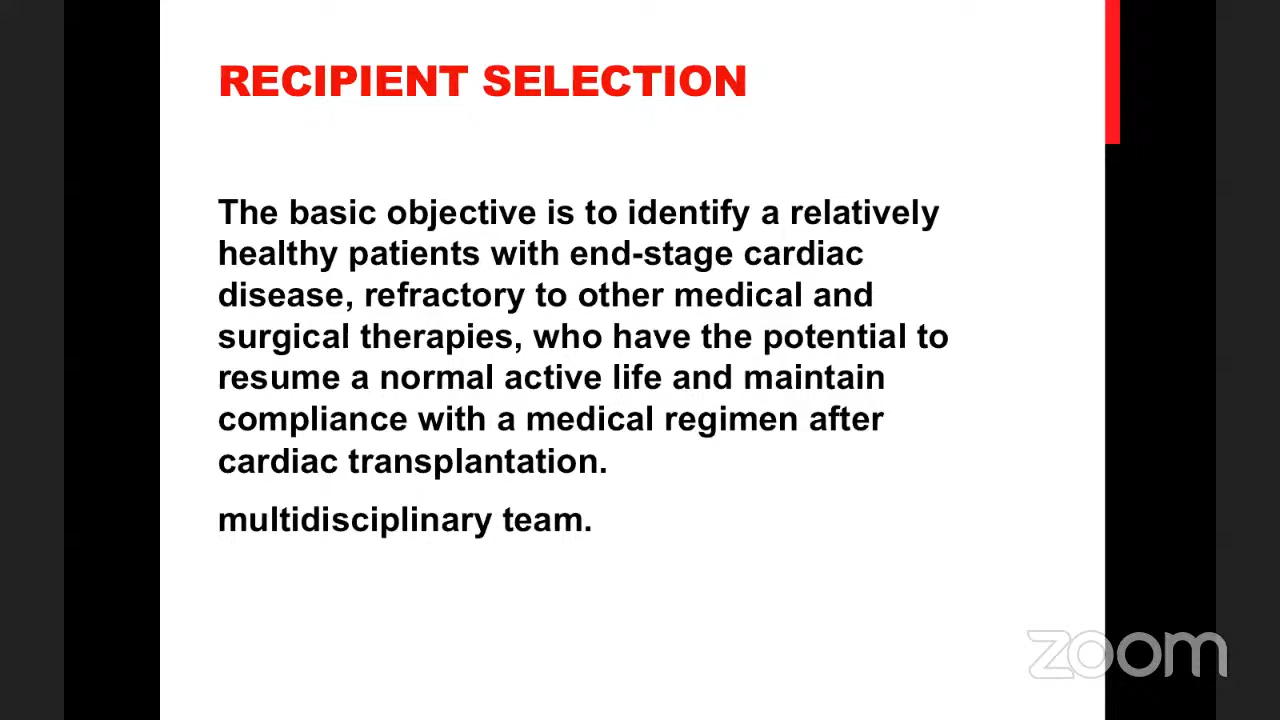 RECIPIENT SELECTION
The basic objective is to identify a relatively
healthy patients with end-stage cardiac
disease, refractory to other medical and
surgical therapies, who have the potential to
resume a normal active life and maintain
compliance with a medical regimen after
cardiac transplantation.
multidisciplinary team.
zoom